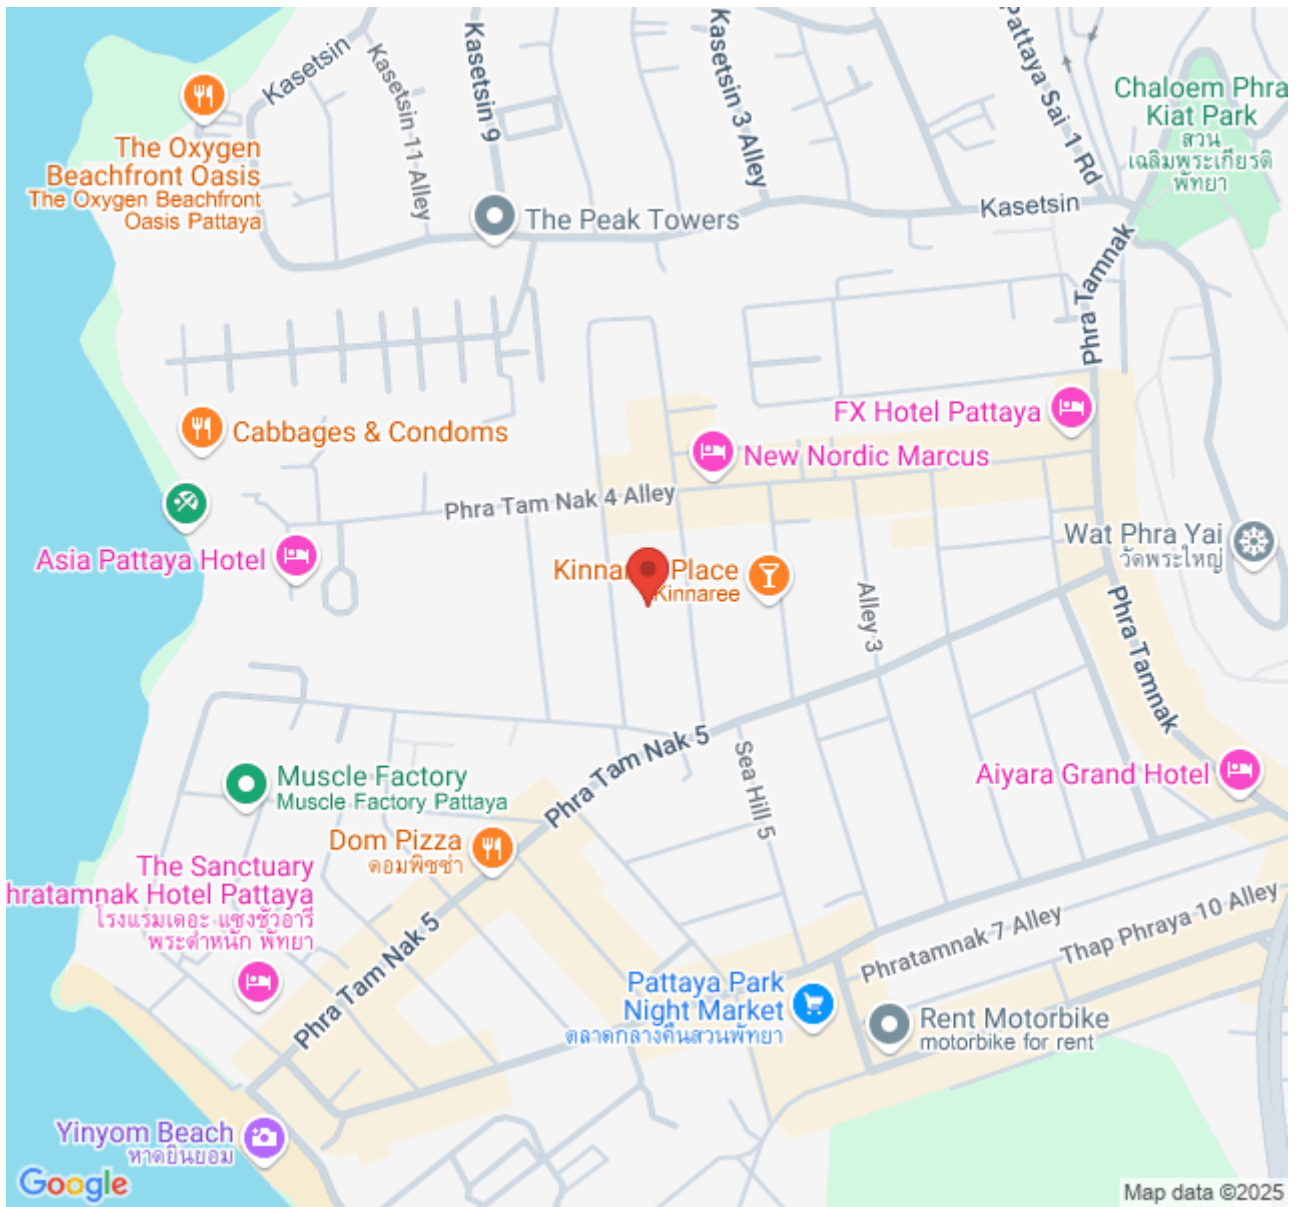 Kasetsin
Kasetsin 11 Alley
Kasetsin 9
Kasetsin 3 Alley
Pattaya Sai 1 Rd
Chaloem Phra
Kiat Park
สวน
เฉลิมพระเกียรติ
พัทยา
The Oxygen
Beachfront Oasis
The Oxygen Beachfront
Oasis Pattaya
The Peak Towers
Kasetsin
Phra Tamnak
FX Hotel Pattaya
Cabbages & Condoms
New Nordic Marcus
Phra Tam Nak 4 Alley
Asia Pattaya Hotel
Wat Phra Yai
วัดพระใหญ่
Place
Kinnaree
Alley 3
Phra Tamnak
Phra Tam Nak 5
Sea Hill 5
Muscle Factory
Muscle Factory Pattaya
Aiyara Grand Hotel
Dom Pizza
ดอมพิซซ่า
The Sanctuary
hratamnak Hotel Pattaya
โรงแรมเดอะ แซงชัวอารี
พระตำหนัก พัทยา
Phra Tam Nak 5
Phratamnak 7 Alley
Thap Phraya 10 Alley
Pattaya Park
Night Market
ตลาดกลางคืนสวนพัทยา
Rent Motorbike
motorbike for rent
Yinyom Beach
หาดยินยอม
Google
Map data ©2025